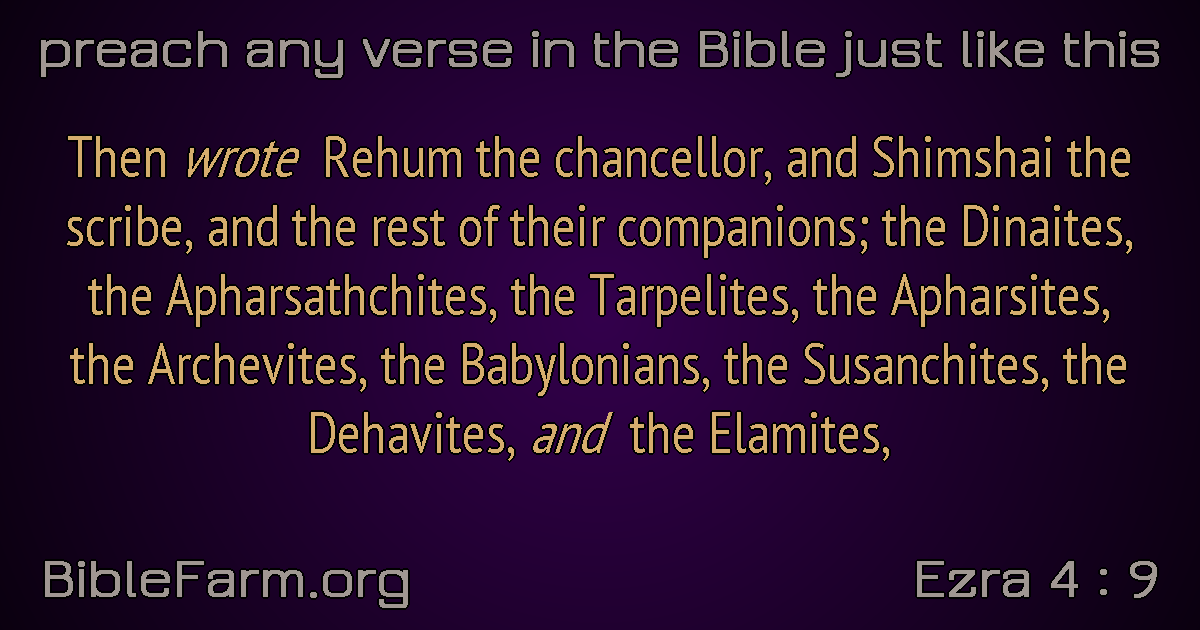 preach any verse in the Bible just like this
Then wrote Rehum the chancellor, and Shimshai the
scribe, and the rest of their companions; the Dinaites,
the Apharsathchites, the Tarpelites, the Apharsites,
the Archevites, the Babylonians, the Susanchites, the
Dehavites, and the Elamites,
BibleFarm.org
Ezra 4 : 9